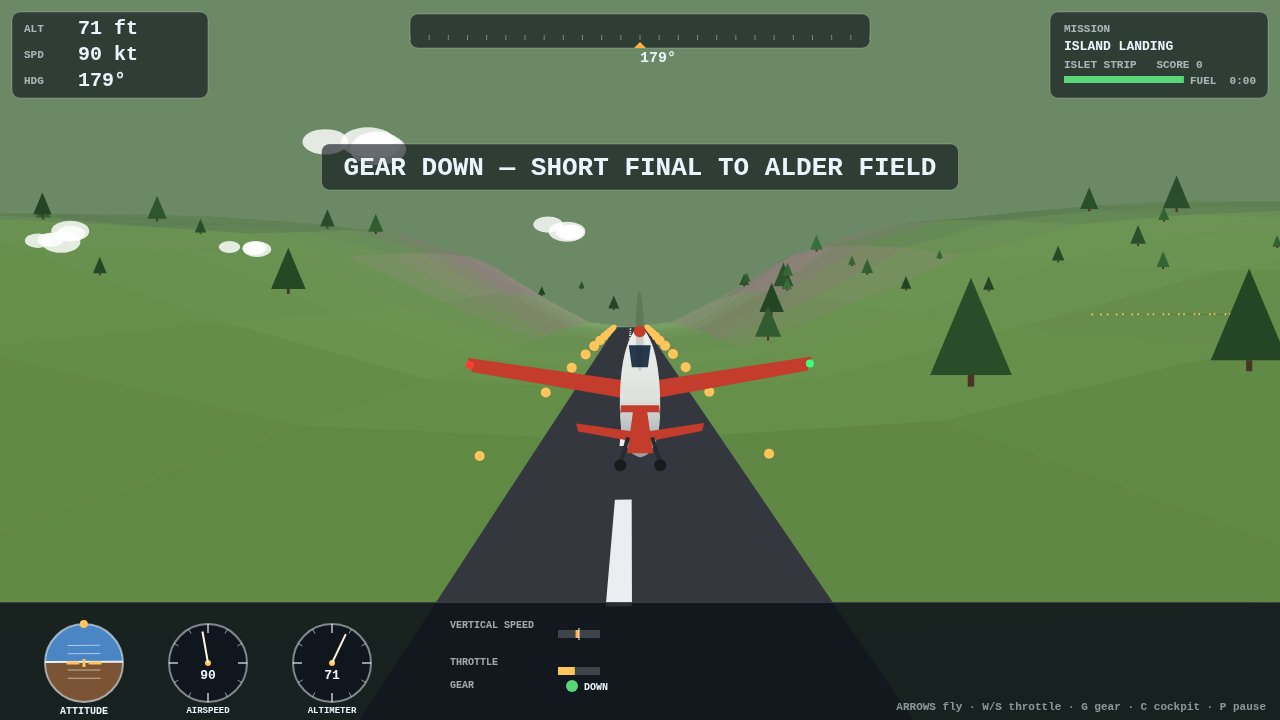 ALT 71 ft
SPD 90 kt
HDG 179°
179°
MISSION
ISLAND LANDING
ISLET STRIP SCORE 0
FUEL 0:00
GEAR DOWN — SHORT FINAL TO ALDER FIELD
90
71
ATTITUDE
AIRSPEED
ALTIMETER
VERTICAL SPEED
THROTTLE
GEAR DOWN
ARROWS fly · W/S throttle · G gear · C cockpit · P pause